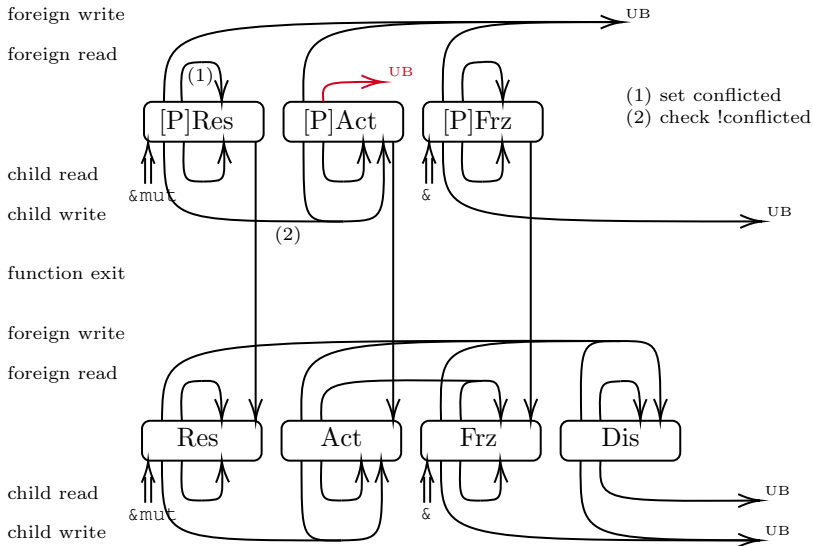 foreign write
UB
foreign read
(1)
UB
(1) set conflicted
(2) check !conflicted
[P]Res
[P]Act
[P]Frz
child read
&mut
&
child write
UB
(2)
function exit
foreign write
foreign read
Res
Act
Frz
Dis
child read
UB
&mut
&
child write
UB